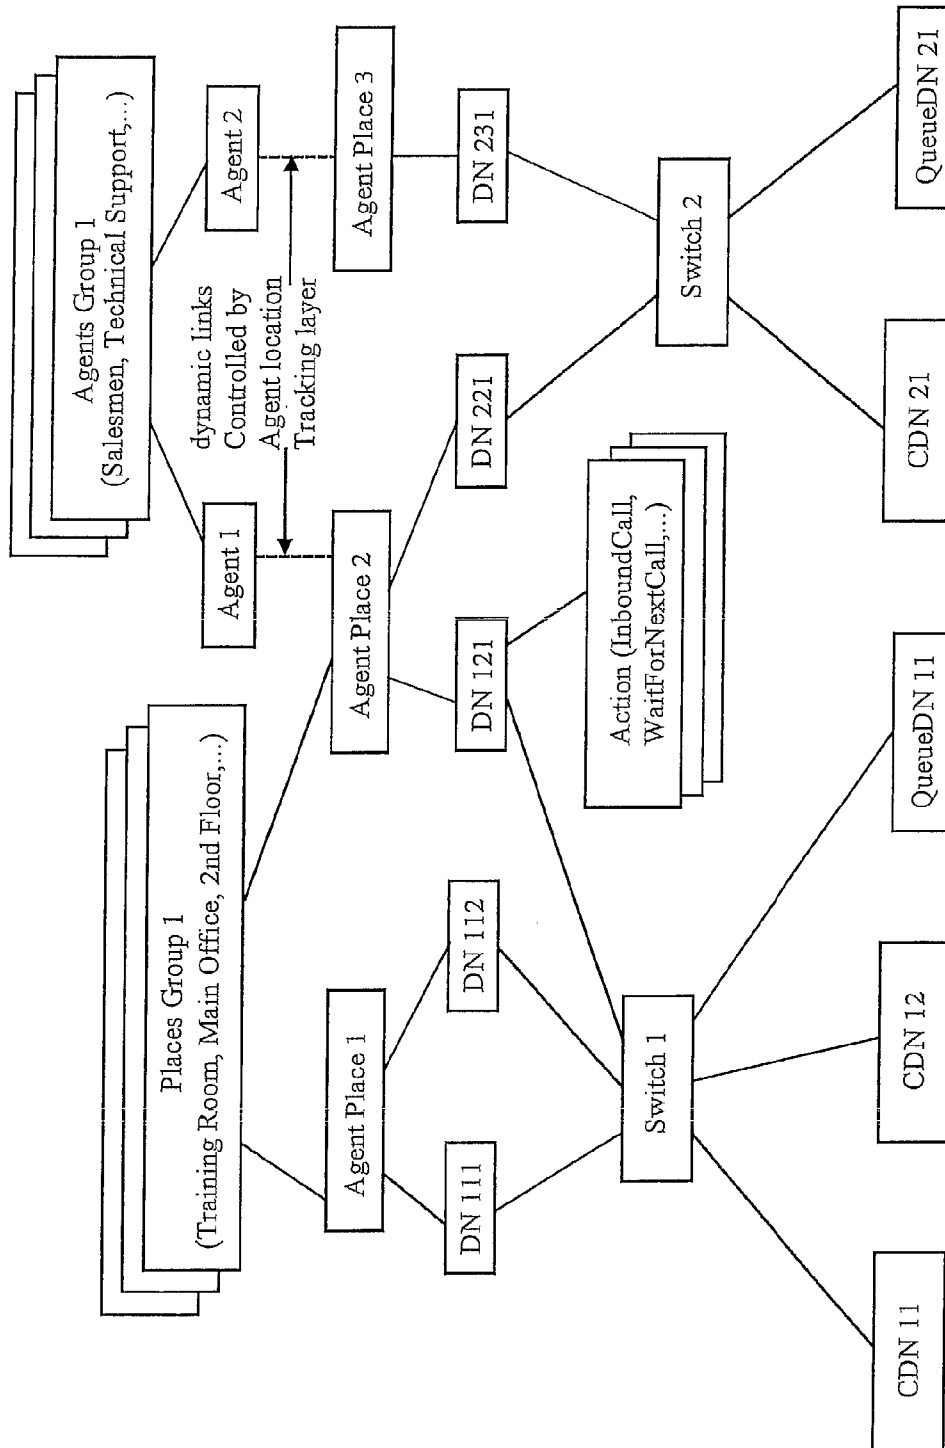 Places Group 1
(Training Room, Main Office, 2nd Floor,...)
Agents Group 1
(Salesmen, Technical Support,...)
Agent 1
Agent 2
dynamic links
Controlled by
Agent location
Tracking layer
Agent Place 1
Agent Place 2
Agent Place 3
DN 111
DN 112
DN 121
DN 221
DN 231
Action (InboundCall,
WaitForNextCall,...)
Switch 1
Switch 2
CDN 11
CDN 12
QueueDN 11
CDN 21
QueueDN 21